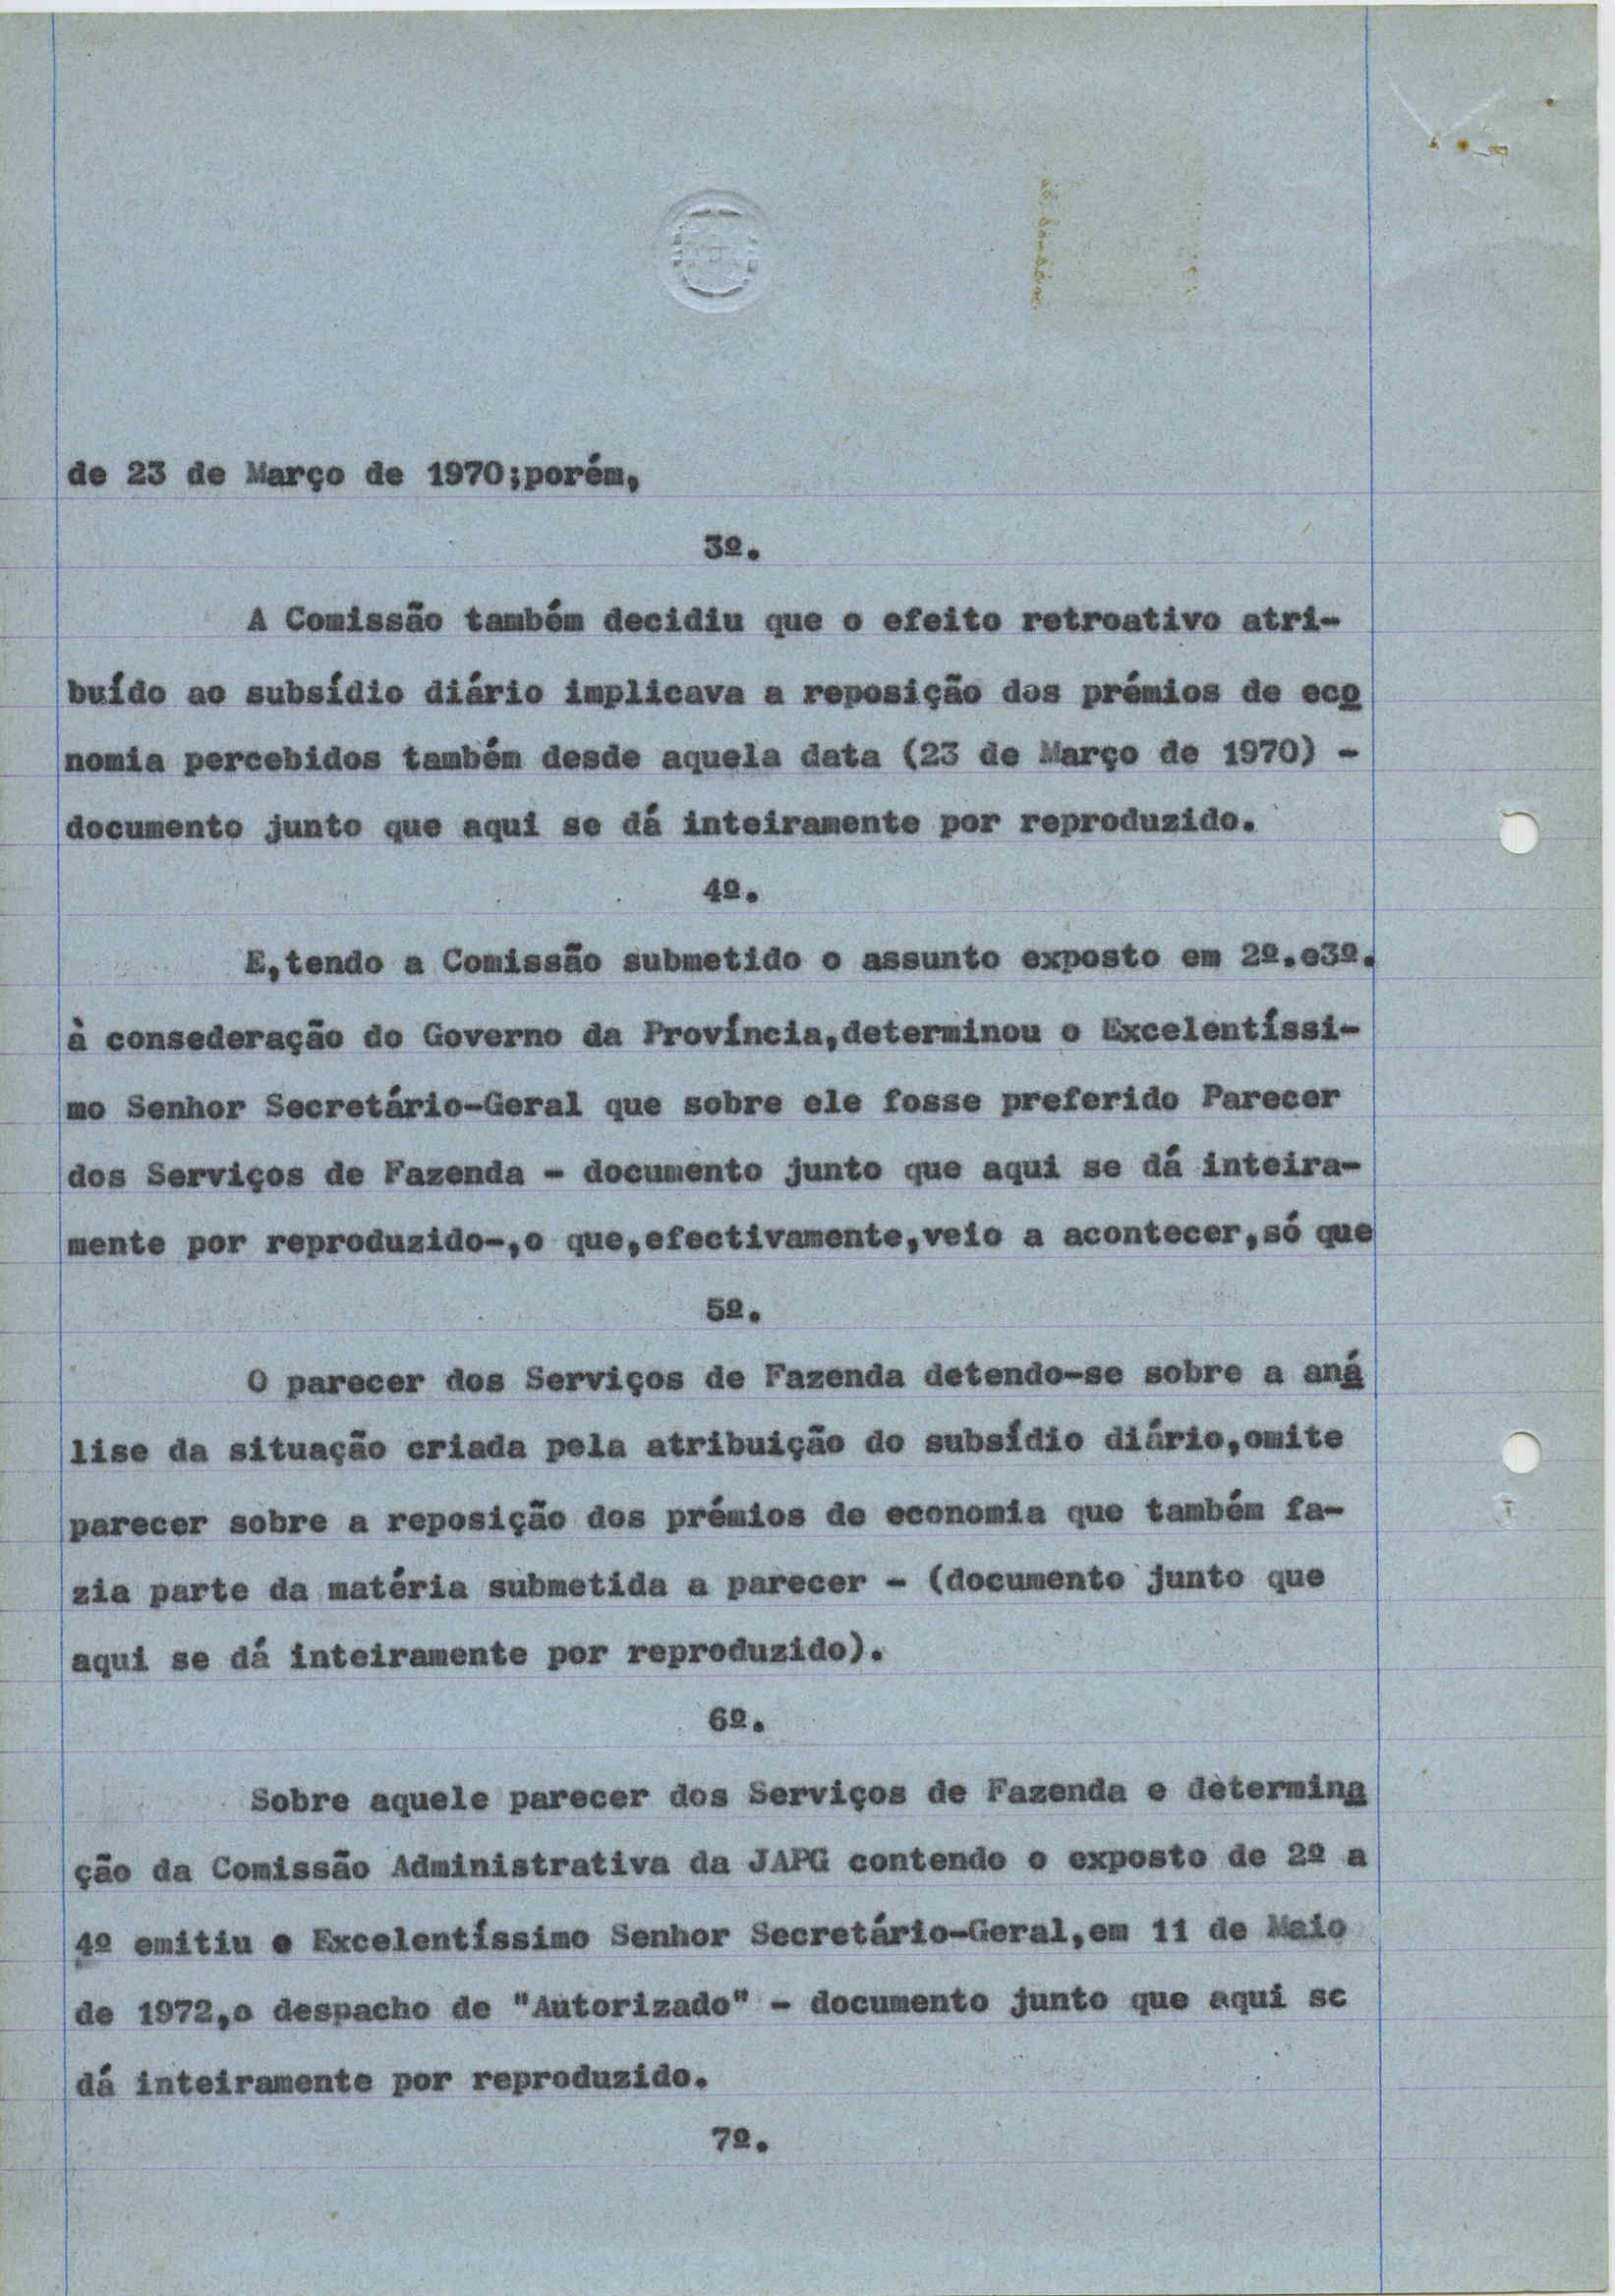 de 23 de Março de 1970;porém,
3º.
A Comissão também decidiu que o efeito retroativo atri-
buído ao subsídio diário implicava a reposição dos prémios de eco
nomia percebidos também desde aquela data (23 de Março de 1970) -
documento junto que aqui se dá inteiramente por reproduzido.
4º.
E,tendo a Comissão submetido o assunto exposto em 2º.e3º.
à consederação do Governo da Província,determinou o Excelentíssi-
mo Senhor Secretário-Geral que sobre ele fosse preferido Parecer
dos Serviços de Fazenda - documento junto que aqui se dá inteira-
mente por reproduzido-,o que,efectivamente,veio a acontecer,só que
5º.
O parecer dos Serviços de Fazenda detendo-se sobre a aná
lise da situação criada pela atribuição do subsídio diário,omite
parecer sobre a reposição dos prémios de economia que também fa-
zia parte da matéria submetida a parecer - (documento junto que
aqui se dá inteiramente por reproduzido).
6º.
Sobre aquele parecer dos Serviços de Fazenda e determina
ção da Comissão Administrativa da JAPG contendo o exposto de 2º a
4º emitiu o Excelentíssimo Senhor Secretário-Geral,em 11 de Maio
de 1972,o despacho de "Autorizado" - documento junto que aqui se
dá inteiramente por reproduzido.
7º.